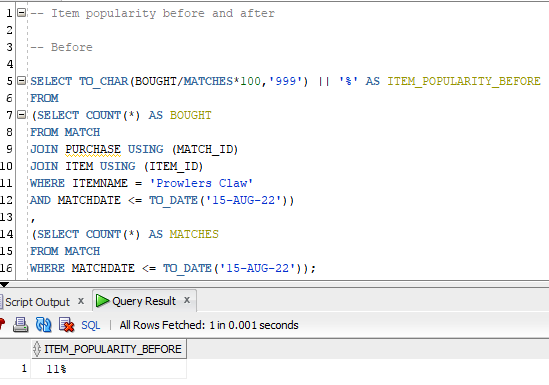 1 -- Item popularity before and after
2
3 -- Before
4
5 SELECT TO_CHAR(BOUGHT/MATCHES*100,'999') || '%' AS ITEM_POPULARITY_BEFORE
6 FROM
7 (SELECT COUNT(*) AS BOUGHT
8 FROM MATCH
9 JOIN PURCHASE USING (MATCH_ID)
10 JOIN ITEM USING (ITEM_ID)
11 WHERE ITEMNAME = 'Prowlers Claw'
12 AND MATCHDATE <= TO_DATE('15-AUG-22'))
13 ,
14 (SELECT COUNT(*) AS MATCHES
15 FROM MATCH
16 WHERE MATCHDATE <= TO_DATE('15-AUG-22'));
Script Output x Query Result x
SQL | All Rows Fetched: 1 in 0.001 seconds
ITEM_POPULARITY_BEFORE
1 11%